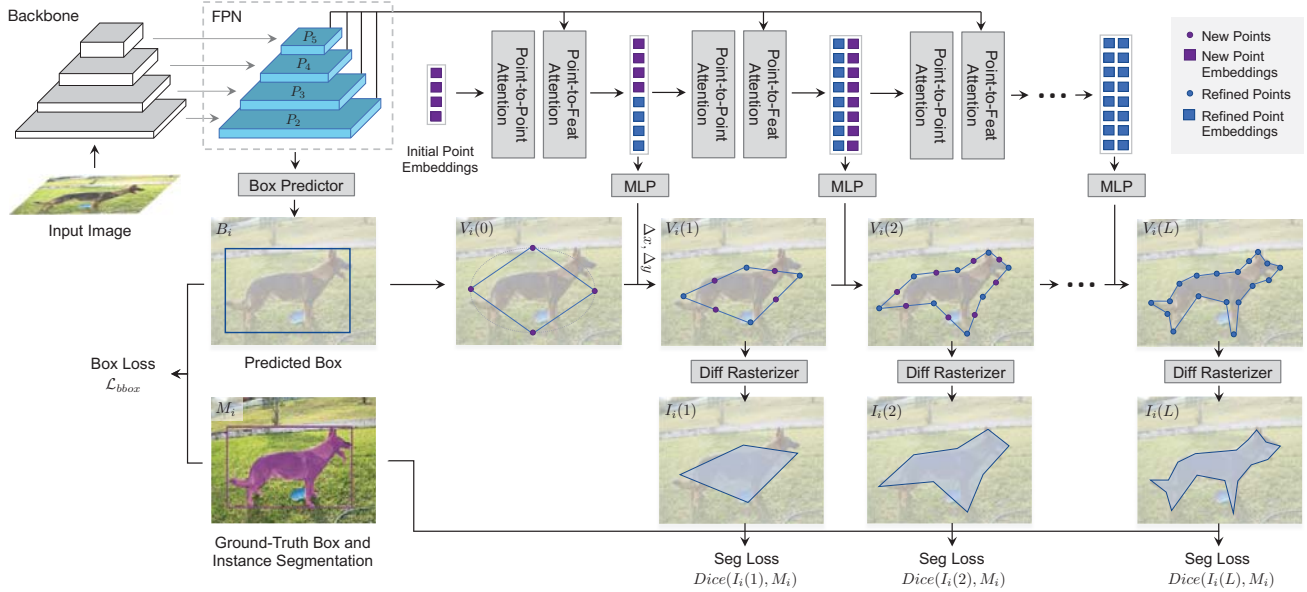 Backbone
FPN
P₅
P₄
P₃
P₂
Input Image
Box Predictor
Initial Point
Embeddings
Point-to-Point
Attention
Point-to-Feat
Attention
Point-to-Point
Attention
Point-to-Feat
Attention
Point-to-Point
Attention
Point-to-Feat
Attention
New Points
New Point
Embeddings
Refined Points
Refined Point
Embeddings
MLP
MLP
MLP
Bᵢ
Vᵢ(0)
Δx, Δy
Vᵢ(1)
Vᵢ(2)
Vᵢ(L)
Predicted Box
Box Loss
ℒ_bbox
Diff Rasterizer
Diff Rasterizer
Diff Rasterizer
Mᵢ
Iᵢ(1)
Iᵢ(2)
Iᵢ(L)
Ground-Truth Box and
Instance Segmentation
Seg Loss
Dice(Iᵢ(1), Mᵢ)
Seg Loss
Dice(Iᵢ(2), Mᵢ)
Seg Loss
Dice(Iᵢ(L), Mᵢ)